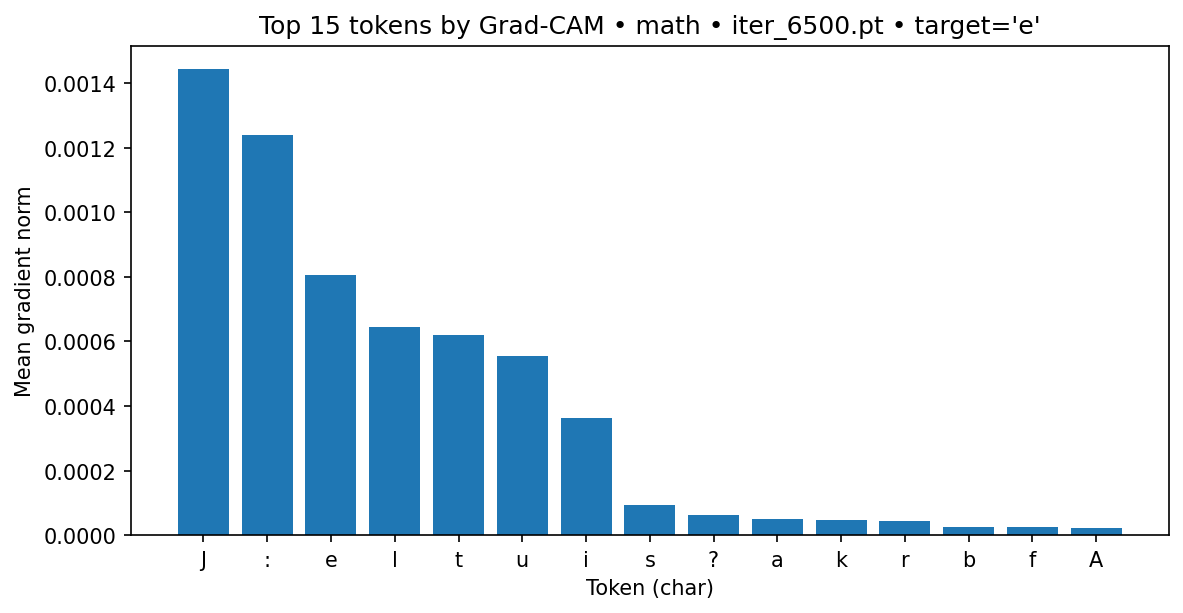 Top 15 tokens by Grad-CAM • math • iter_6500.pt • target='e'
Mean gradient norm
0.0014
0.0012
0.0010
0.0008
0.0006
0.0004
0.0002
0.0000
J : e l t u i s ? a k r b f A
Token (char)